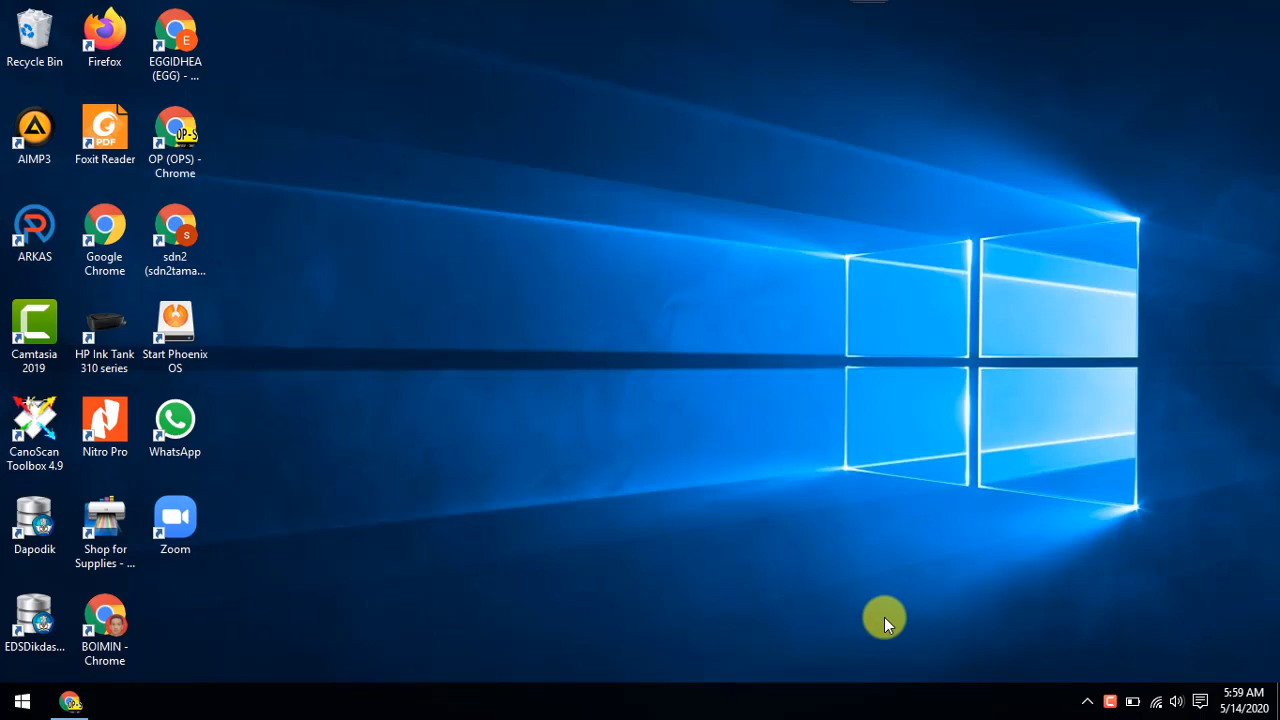 Recycle Bin
Firefox
EGGIDHEA
(EGG) - ...
E
AIMP3
Foxit Reader
PDF
OP (OPS) -
Chrome
OP-S
ARKAS
Google
Chrome
sdn2
(sdn2tama...
s
Camtasia
2019
HP Ink Tank
310 series
Start Phoenix
OS
CanoScan
Toolbox 4.9
Nitro Pro
WhatsApp
Dapodik
Shop for
Supplies - ...
Zoom
EDSDikdas...
BOIMIN -
Chrome
5:59 AM
5/14/2020